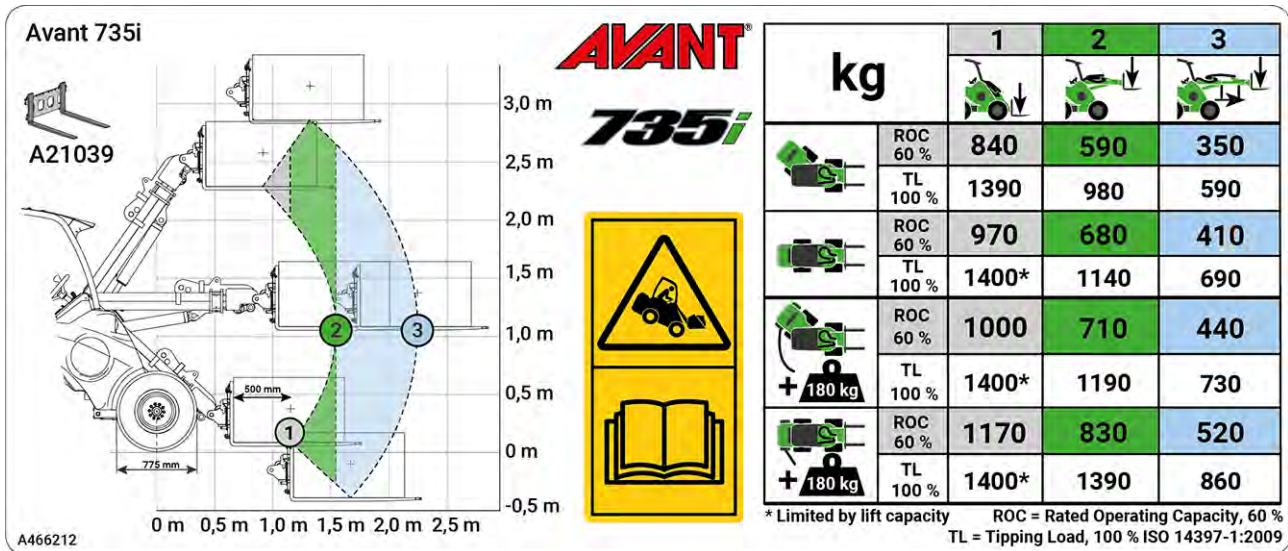 Avant 735i
A21039
3,0 m
2,5 m
2,0 m
1,5 m
1,0 m
0,5 m
0 m
-0,5 m
2
3
1
500 mm
775 mm
0 m 0,5 m 1,0 m 1,5 m 2,0 m 2,5 m
A466212
AVANT®
735i
kg 1 2 3
ROC 60 % 840 590 350
TL 100 % 1390 980 590
ROC 60 % 970 680 410
TL 100 % 1400* 1140 690
ROC 60 % 1000 710 440
+ 180 kg TL 100 % 1400* 1190 730
ROC 60 % 1170 830 520
+ 180 kg TL 100 % 1400* 1390 860
* Limited by lift capacity ROC = Rated Operating Capacity, 60 %
TL = Tipping Load, 100 % ISO 14397-1:2009